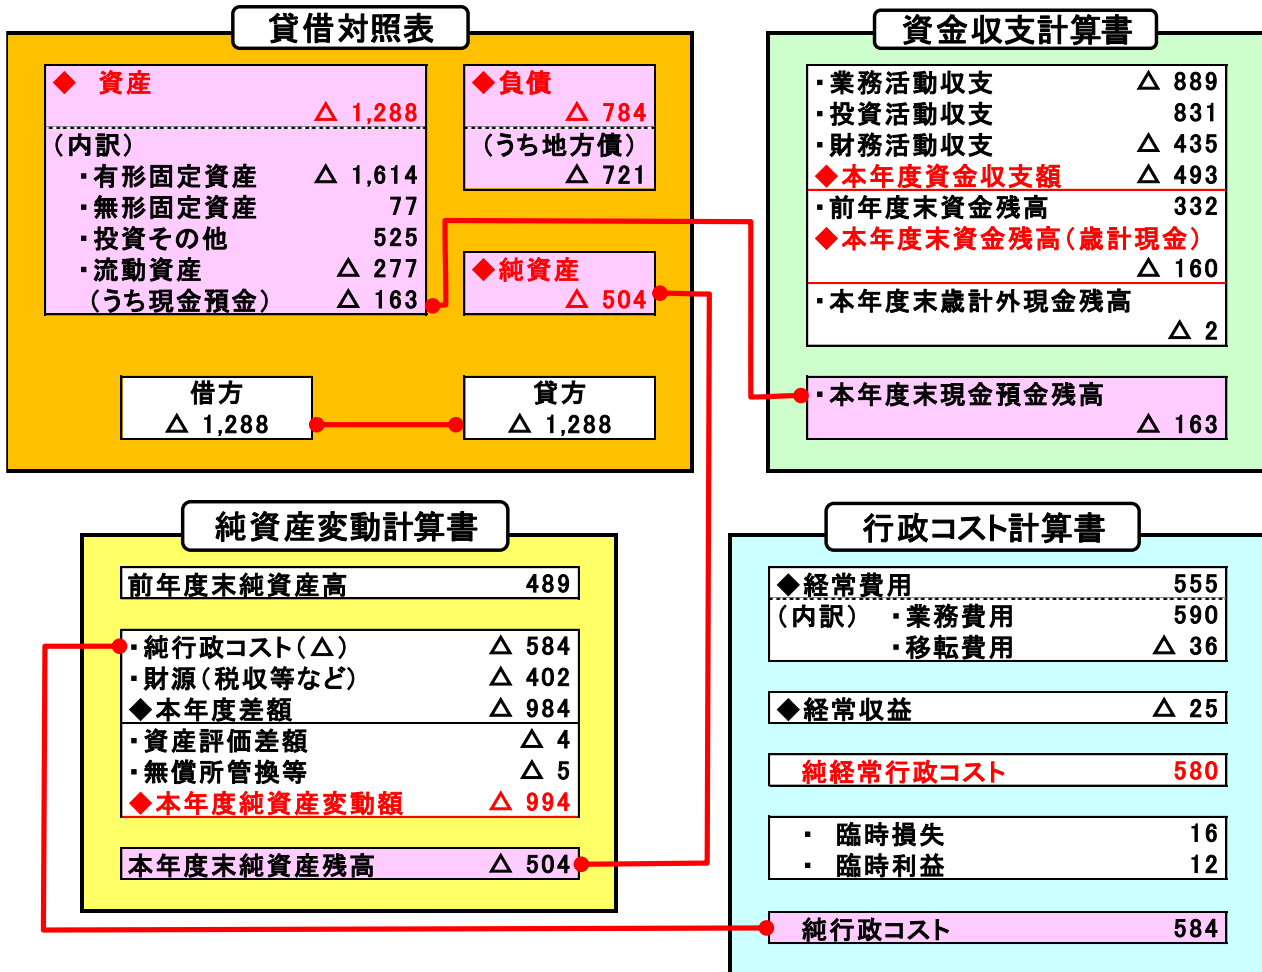 貸借対照表
◆ 資産
△ 1,288
(内訳)
・有形固定資産 △ 1,614
・無形固定資産 77
・投資その他 525
・流動資産 △ 277
(うち現金預金) △ 163
◆負債
△ 784
(うち地方債)
△ 721
◆純資産
△ 504
借方
△ 1,288
貸方
△ 1,288
資金収支計算書
・業務活動収支 △ 889
・投資活動収支 831
・財務活動収支 △ 435
◆本年度資金収支額 △ 493
・前年度末資金残高 332
◆本年度末資金残高(歳計現金)
△ 160
・本年度末歳計外現金残高
△ 2
・本年度末現金預金残高
△ 163
純資産変動計算書
前年度末純資産高 489
・純行政コスト(△) △ 584
・財源(税収等など) △ 402
◆本年度差額 △ 984
・資産評価差額 △ 4
・無償所管換等 △ 5
◆本年度純資産変動額 △ 994
本年度末純資産残高 △ 504
行政コスト計算書
◆経常費用 555
(内訳) ・業務費用 590
・移転費用 △ 36
◆経常収益 △ 25
純経常行政コスト 580
・ 臨時損失 16
・ 臨時利益 12
純行政コスト 584